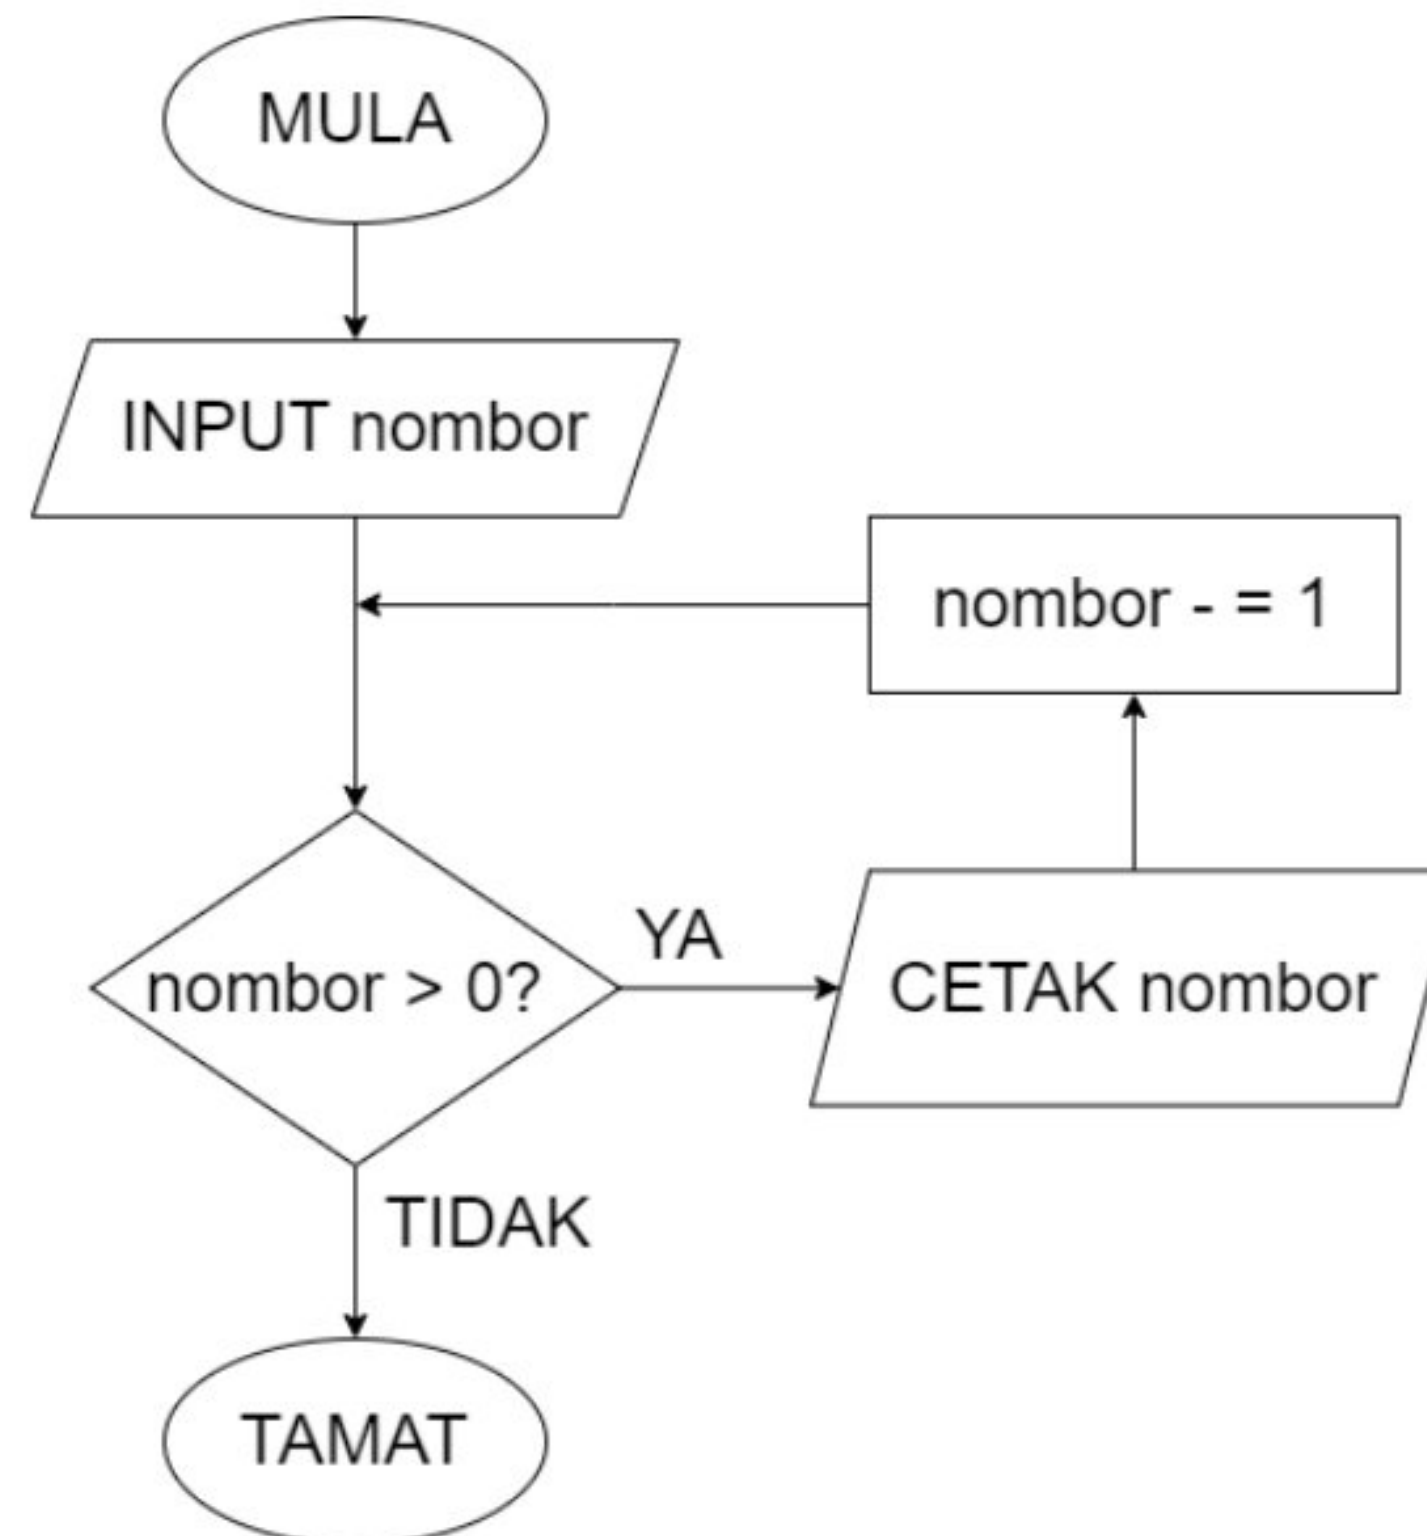 MULA
INPUT nombor
nombor - = 1
nombor > 0?
YA
CETAK nombor
TIDAK
TAMAT